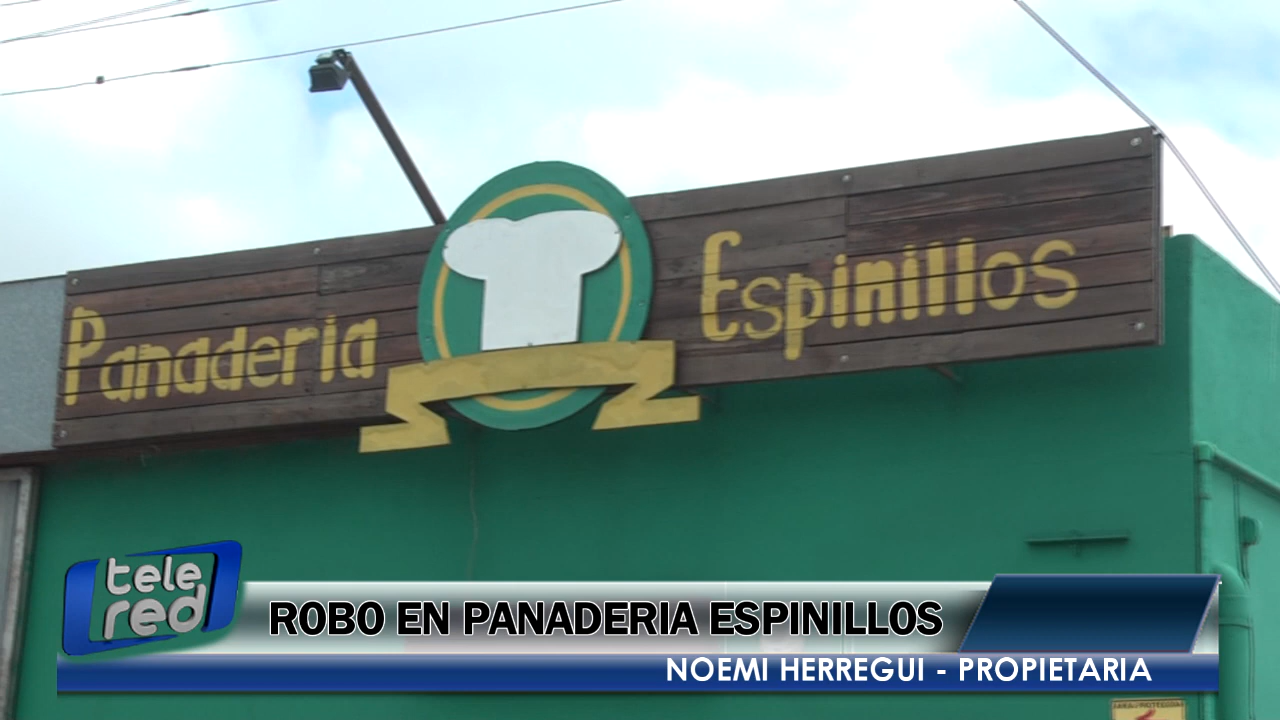 Panaderia Espinillos
tele
red
ROBO EN PANADERIA ESPINILLOS
NOEMI HERREGUI - PROPIETARIA